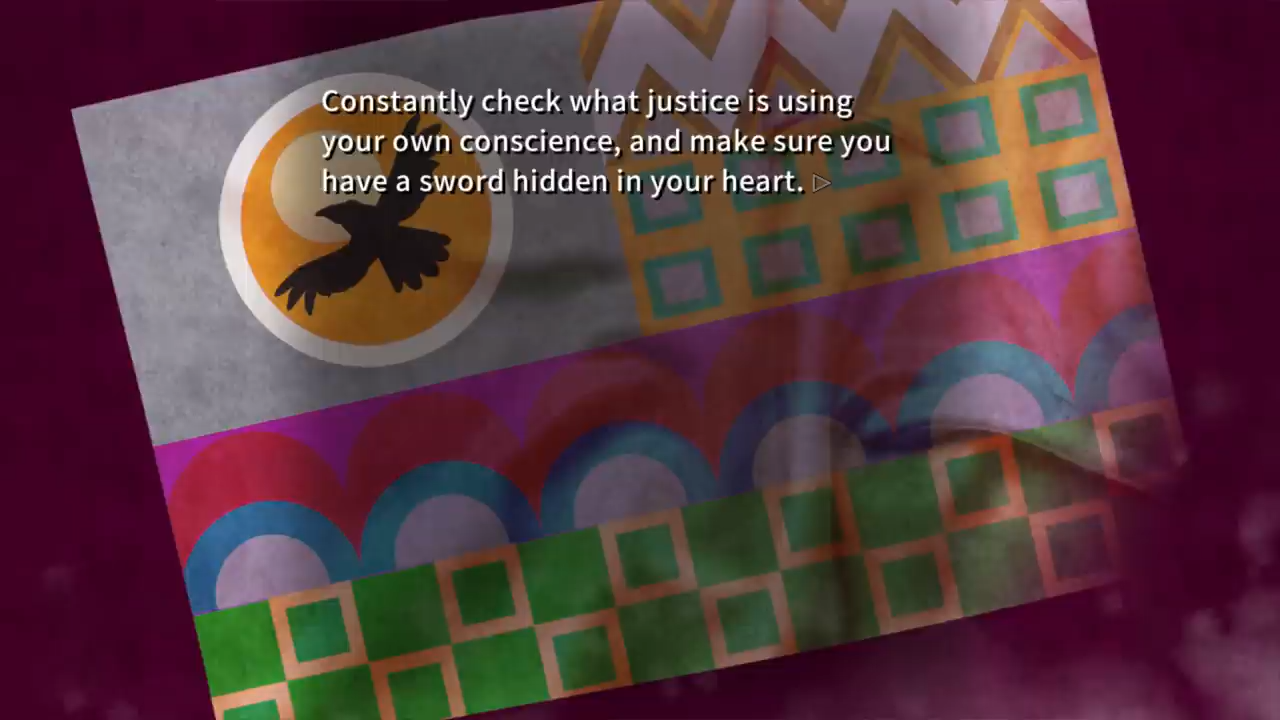 Constantly check what justice is using
your own conscience, and make sure you
have a sword hidden in your heart.